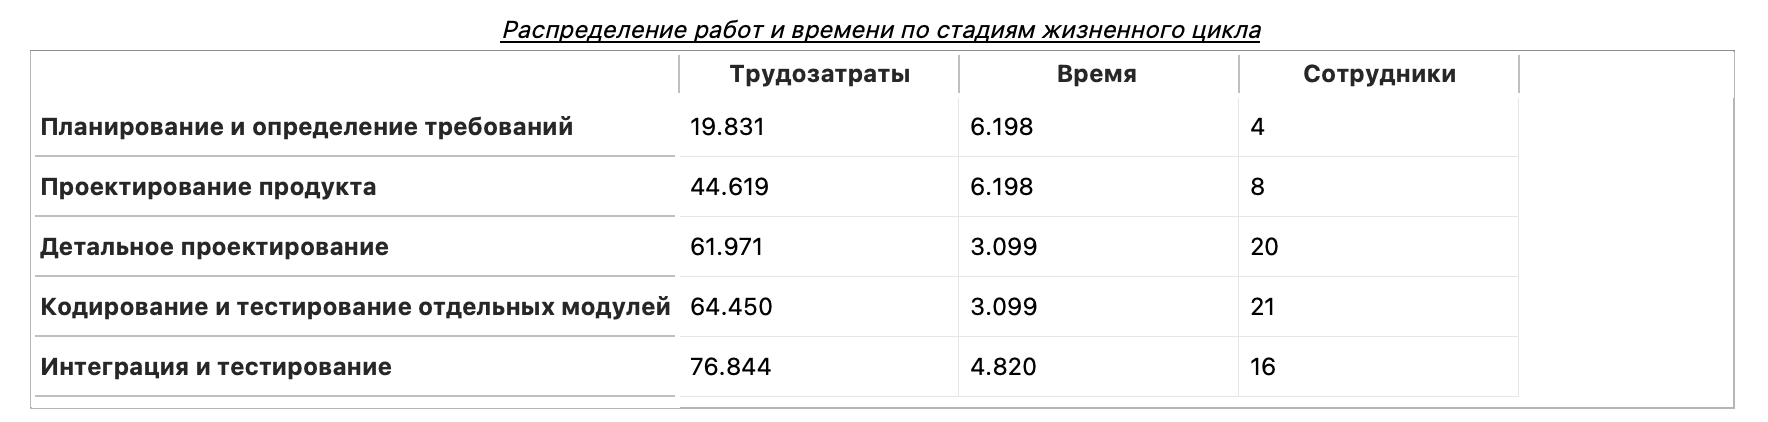 Распределение работ и времени по стадиям жизненного цикла
Трудозатраты Время Сотрудники
Планирование и определение требований 19.831 6.198 4
Проектирование продукта 44.619 6.198 8
Детальное проектирование 61.971 3.099 20
Кодирование и тестирование отдельных модулей 64.450 3.099 21
Интеграция и тестирование 76.844 4.820 16